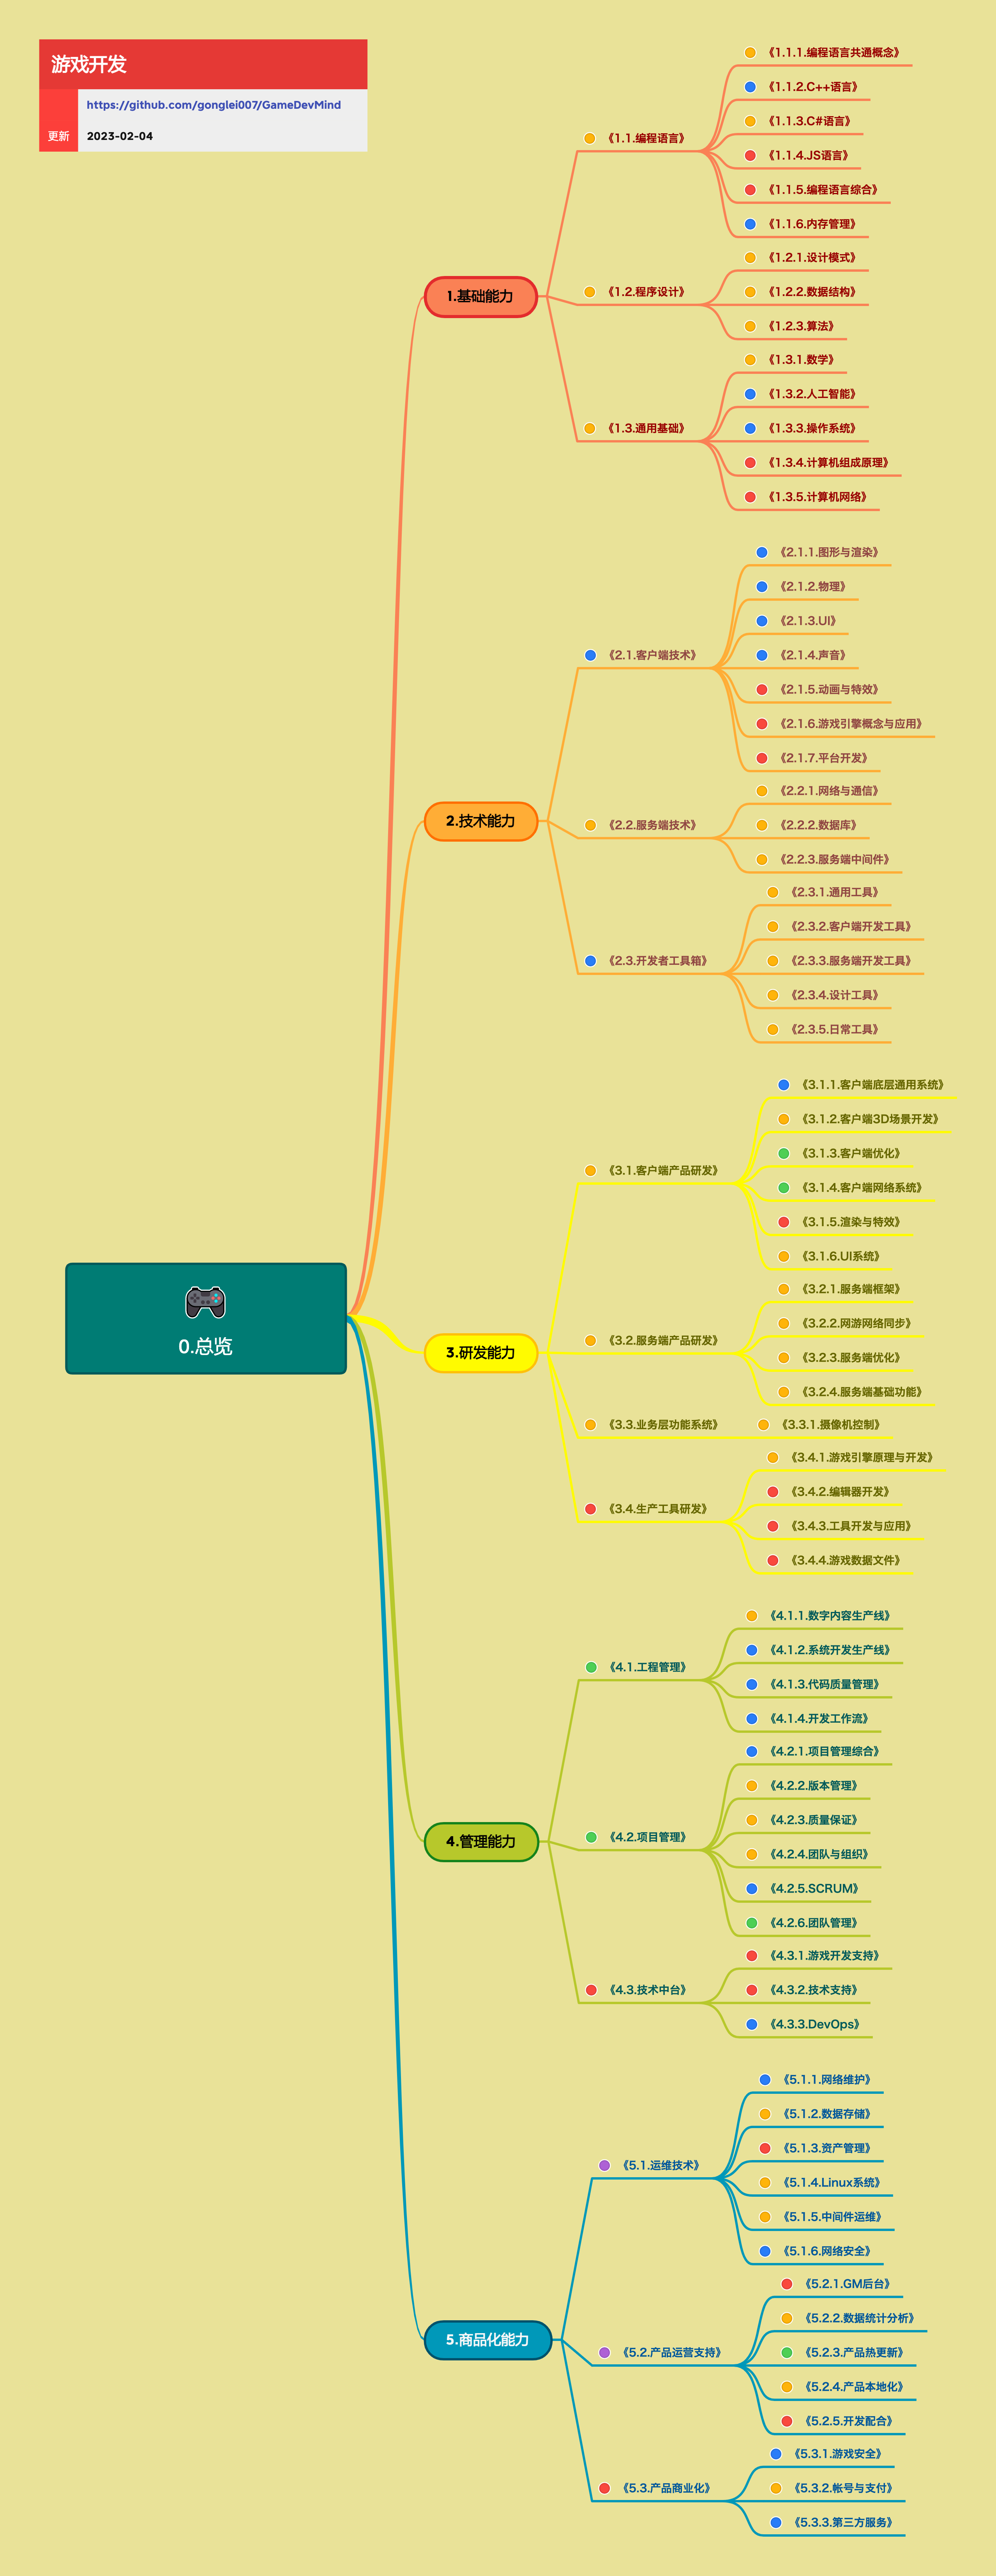 游戏开发
https://github.com/gonglei007/GameDevMind
更新 2023-02-04
0.总览
1.基础能力
《1.1.编程语言》
《1.1.1.编程语言共通概念》
《1.1.2.C++语言》
《1.1.3.C#语言》
《1.1.4.JS语言》
《1.1.5.编程语言综合》
《1.1.6.内存管理》
《1.2.程序设计》
《1.2.1.设计模式》
《1.2.2.数据结构》
《1.2.3.算法》
《1.3.通用基础》
《1.3.1.数学》
《1.3.2.人工智能》
《1.3.3.操作系统》
《1.3.4.计算机组成原理》
《1.3.5.计算机网络》
2.技术能力
《2.1.客户端技术》
《2.1.1.图形与渲染》
《2.1.2.物理》
《2.1.3.UI》
《2.1.4.声音》
《2.1.5.动画与特效》
《2.1.6.游戏引擎概念与应用》
《2.1.7.平台开发》
《2.2.服务端技术》
《2.2.1.网络与通信》
《2.2.2.数据库》
《2.2.3.服务端中间件》
《2.3.开发者工具箱》
《2.3.1.通用工具》
《2.3.2.客户端开发工具》
《2.3.3.服务端开发工具》
《2.3.4.设计工具》
《2.3.5.日常工具》
3.研发能力
《3.1.客户端产品研发》
《3.1.1.客户端底层通用系统》
《3.1.2.客户端3D场景开发》
《3.1.3.客户端优化》
《3.1.4.客户端网络系统》
《3.1.5.渲染与特效》
《3.1.6.UI系统》
《3.2.服务端产品研发》
《3.2.1.服务端框架》
《3.2.2.网游网络同步》
《3.2.3.服务端优化》
《3.2.4.服务端基础功能》
《3.3.业务层功能系统》
《3.3.1.摄像机控制》
《3.4.生产工具研发》
《3.4.1.游戏引擎原理与开发》
《3.4.2.编辑器开发》
《3.4.3.工具开发与应用》
《3.4.4.游戏数据文件》
4.管理能力
《4.1.工程管理》
《4.1.1.数字内容生产线》
《4.1.2.系统开发生产线》
《4.1.3.代码质量管理》
《4.1.4.开发工作流》
《4.2.项目管理》
《4.2.1.项目管理综合》
《4.2.2.版本管理》
《4.2.3.质量保证》
《4.2.4.团队与组织》
《4.2.5.SCRUM》
《4.2.6.团队管理》
《4.3.技术中台》
《4.3.1.游戏开发支持》
《4.3.2.技术支持》
《4.3.3.DevOps》
5.商品化能力
《5.1.运维技术》
《5.1.1.网络维护》
《5.1.2.数据存储》
《5.1.3.资产管理》
《5.1.4.Linux系统》
《5.1.5.中间件运维》
《5.1.6.网络安全》
《5.2.产品运营支持》
《5.2.1.GM后台》
《5.2.2.数据统计分析》
《5.2.3.产品热更新》
《5.2.4.产品本地化》
《5.2.5.开发配合》
《5.3.产品商业化》
《5.3.1.游戏安全》
《5.3.2.帐号与支付》
《5.3.3.第三方服务》